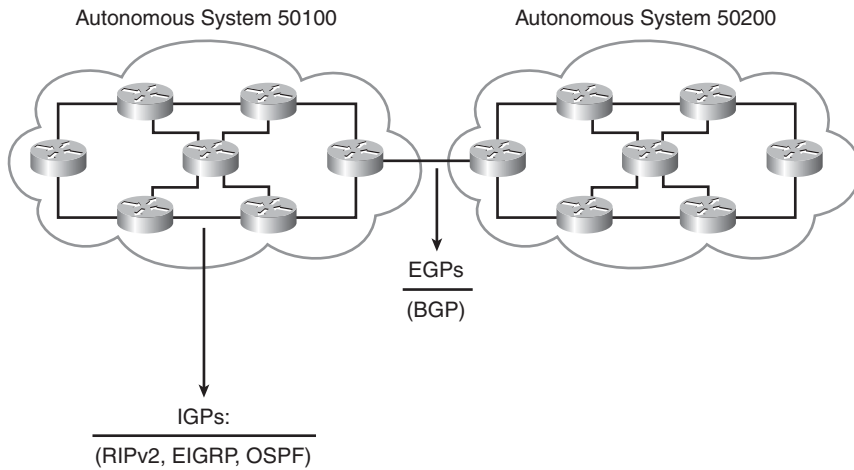 Autonomous System 50100
Autonomous System 50200
EGPs
(BGP)
IGPs:
(RIPv2, EIGRP, OSPF)